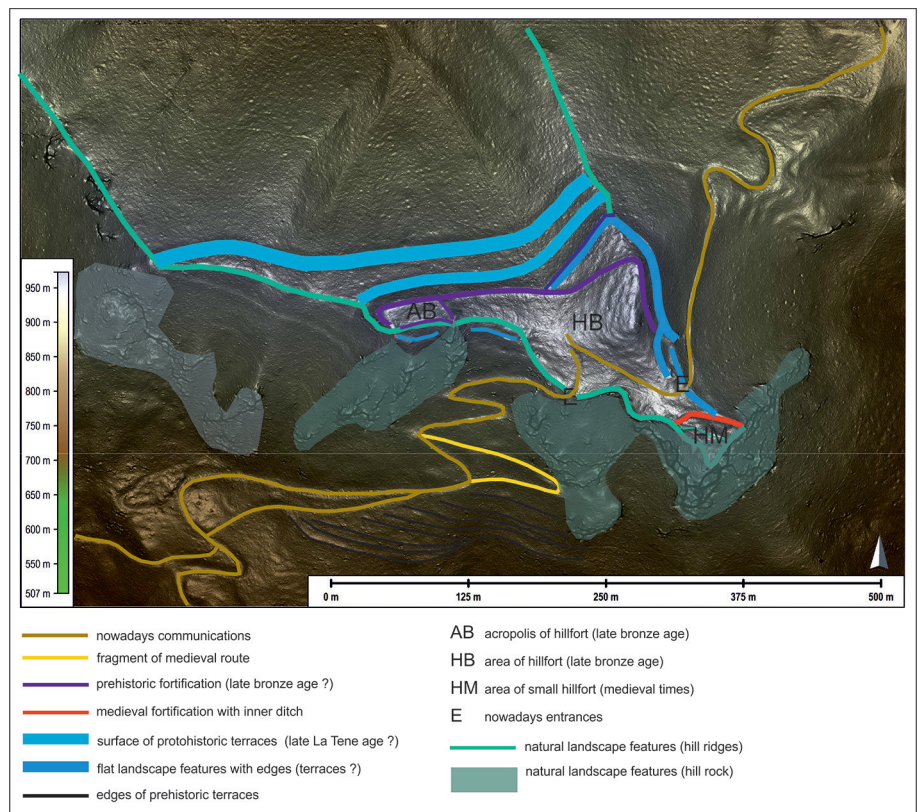 AB
HB
E
E
HM
950 m
900 m
850 m
800 m
750 m
700 m
650 m
600 m
550 m
507 m
0 m 125 m 250 m 375 m 500 m
nowadays communications
fragment of medieval route
prehistoric fortification (late bronze age ?)
medieval fortification with inner ditch
surface of protohistoric terraces (late La Tene age ?)
flat landscape features with edges (terraces ?)
edges of prehistoric terraces
AB acropolis of hillfort (late bronze age)
HB area of hillfort (late bronze age)
HM area of small hillfort (medieval times)
E nowadays entrances
natural landscape features (hill ridges)
natural landscape features (hill rock)